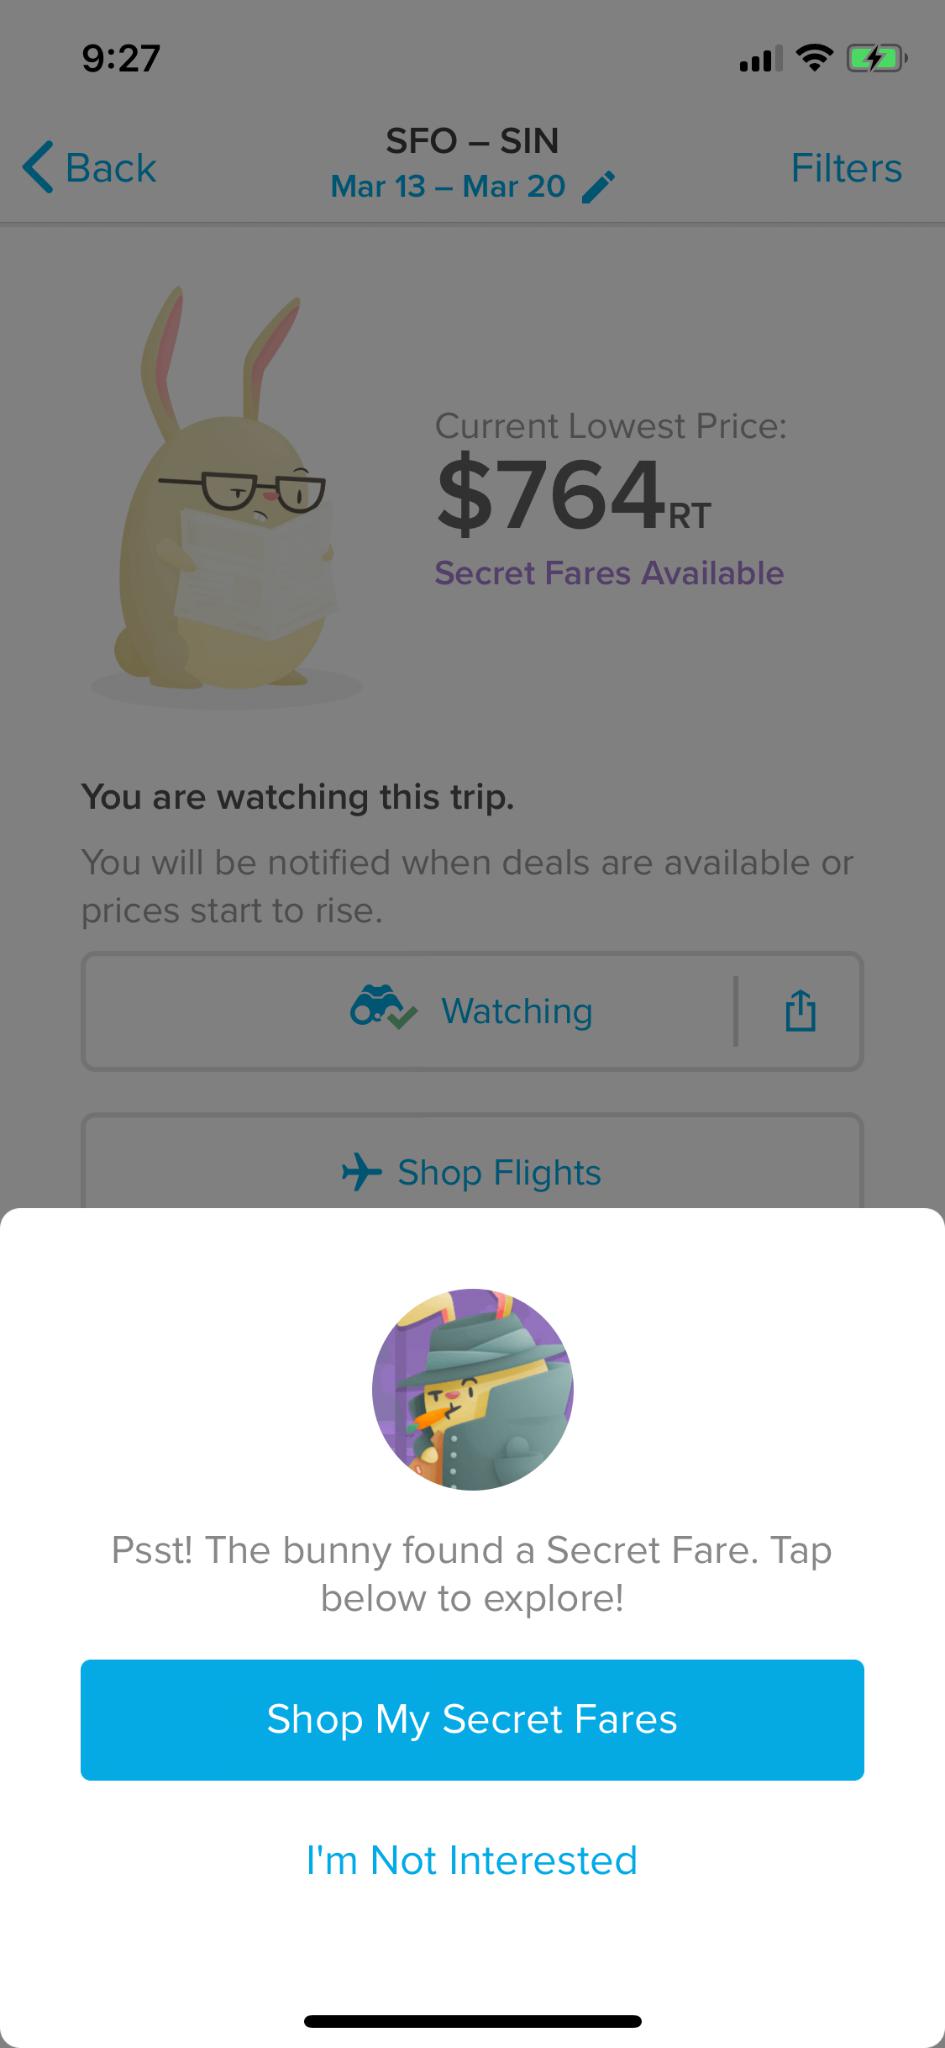 9:27
Back
SFO – SIN
Mar 13 – Mar 20
Filters
Current Lowest Price:
$764RT
Secret Fares Available
You are watching this trip.
You will be notified when deals are available or
prices start to rise.
Watching
Shop Flights
Psst! The bunny found a Secret Fare. Tap
below to explore!
Shop My Secret Fares
I'm Not Interested